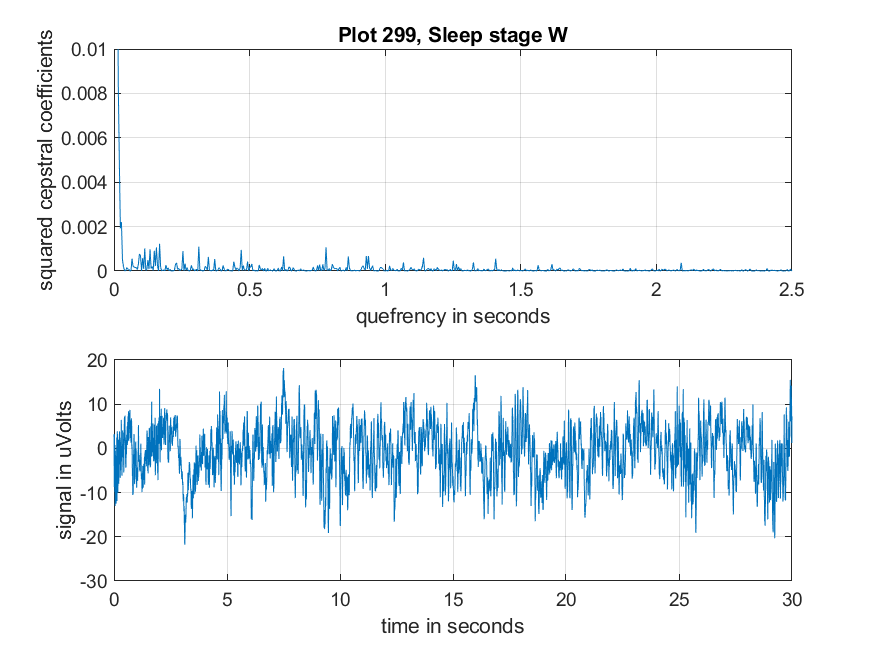 Plot 299, Sleep stage W
squared cepstral coefficients
0.01
0.008
0.006
0.004
0.002
0
0 0.5 1 1.5 2 2.5
quefrency in seconds
signal in uVolts
20
10
0
-10
-20
-30
0 5 10 15 20 25 30
time in seconds